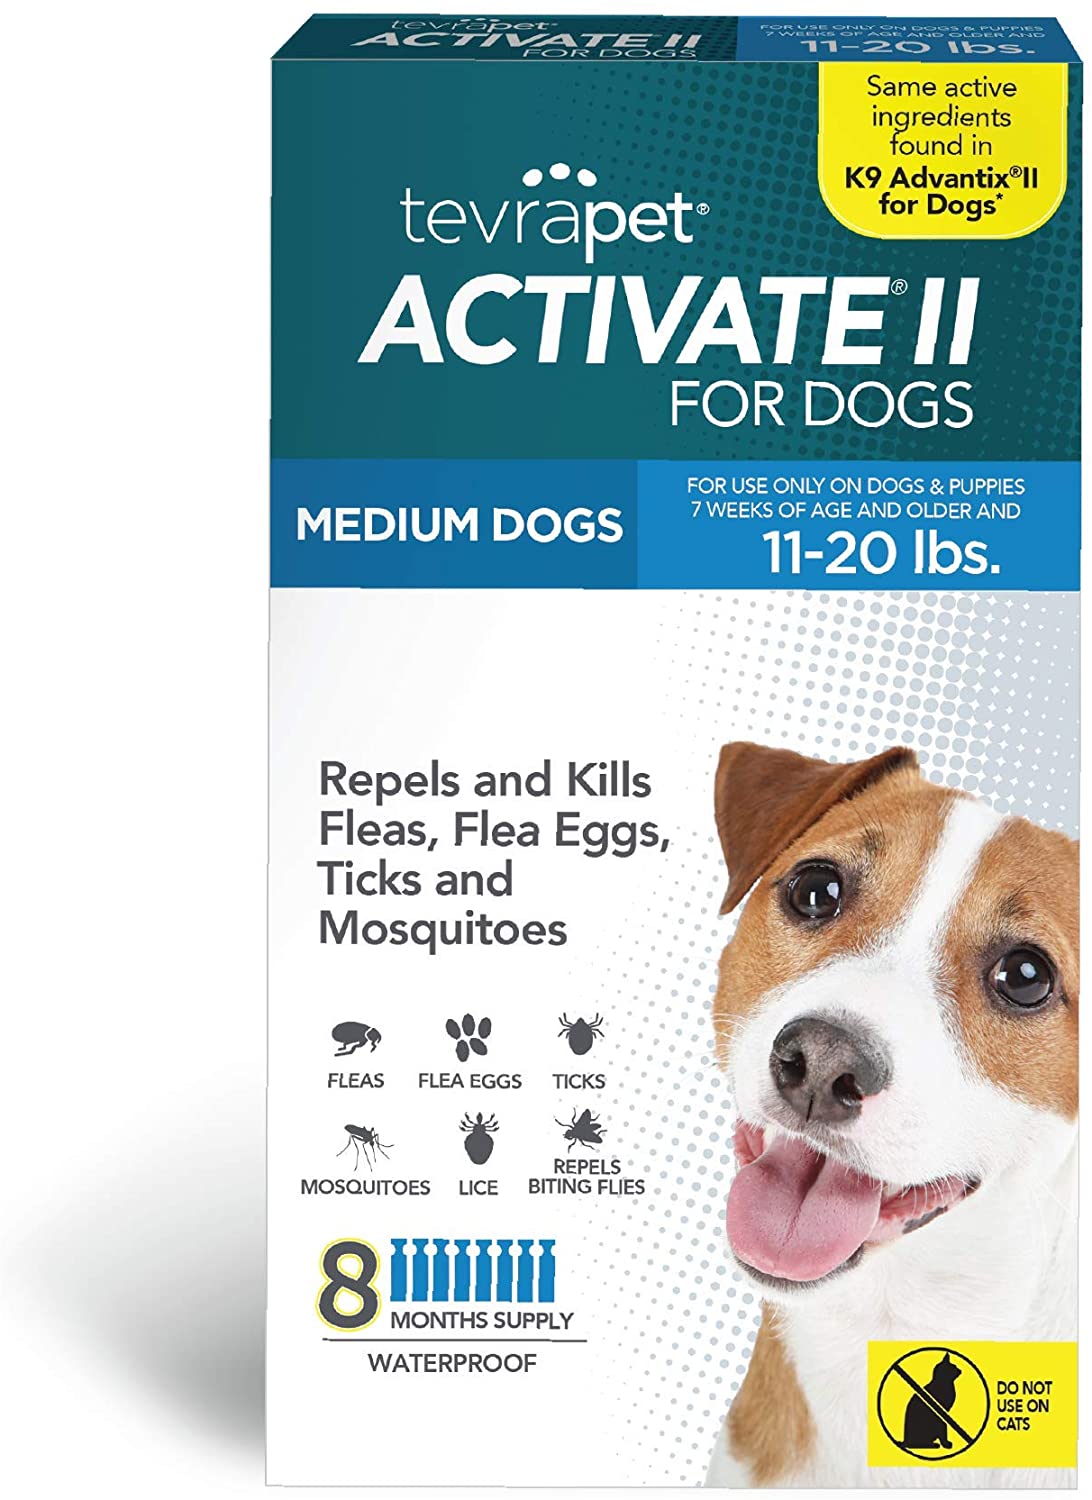 tevrapet
ACTIVATE II
FOR DOGS
FOR USE ONLY ON DOGS & PUPPIES
7 WEEKS OF AGE AND OLDER AND
11-20 lbs.
Same active
ingredients
found in
K9 Advantix®II
for Dogs*
tevrapet®
ACTIVATE® II
FOR DOGS
MEDIUM DOGS
FOR USE ONLY ON DOGS & PUPPIES
7 WEEKS OF AGE AND OLDER AND
11-20 lbs.
Repels and Kills
Fleas, Flea Eggs,
Ticks and
Mosquitoes
FLEAS FLEA EGGS TICKS
MOSQUITOES LICE REPELS
BITING FLIES
8 MONTHS SUPPLY
WATERPROOF
DO NOT
USE ON
CATS